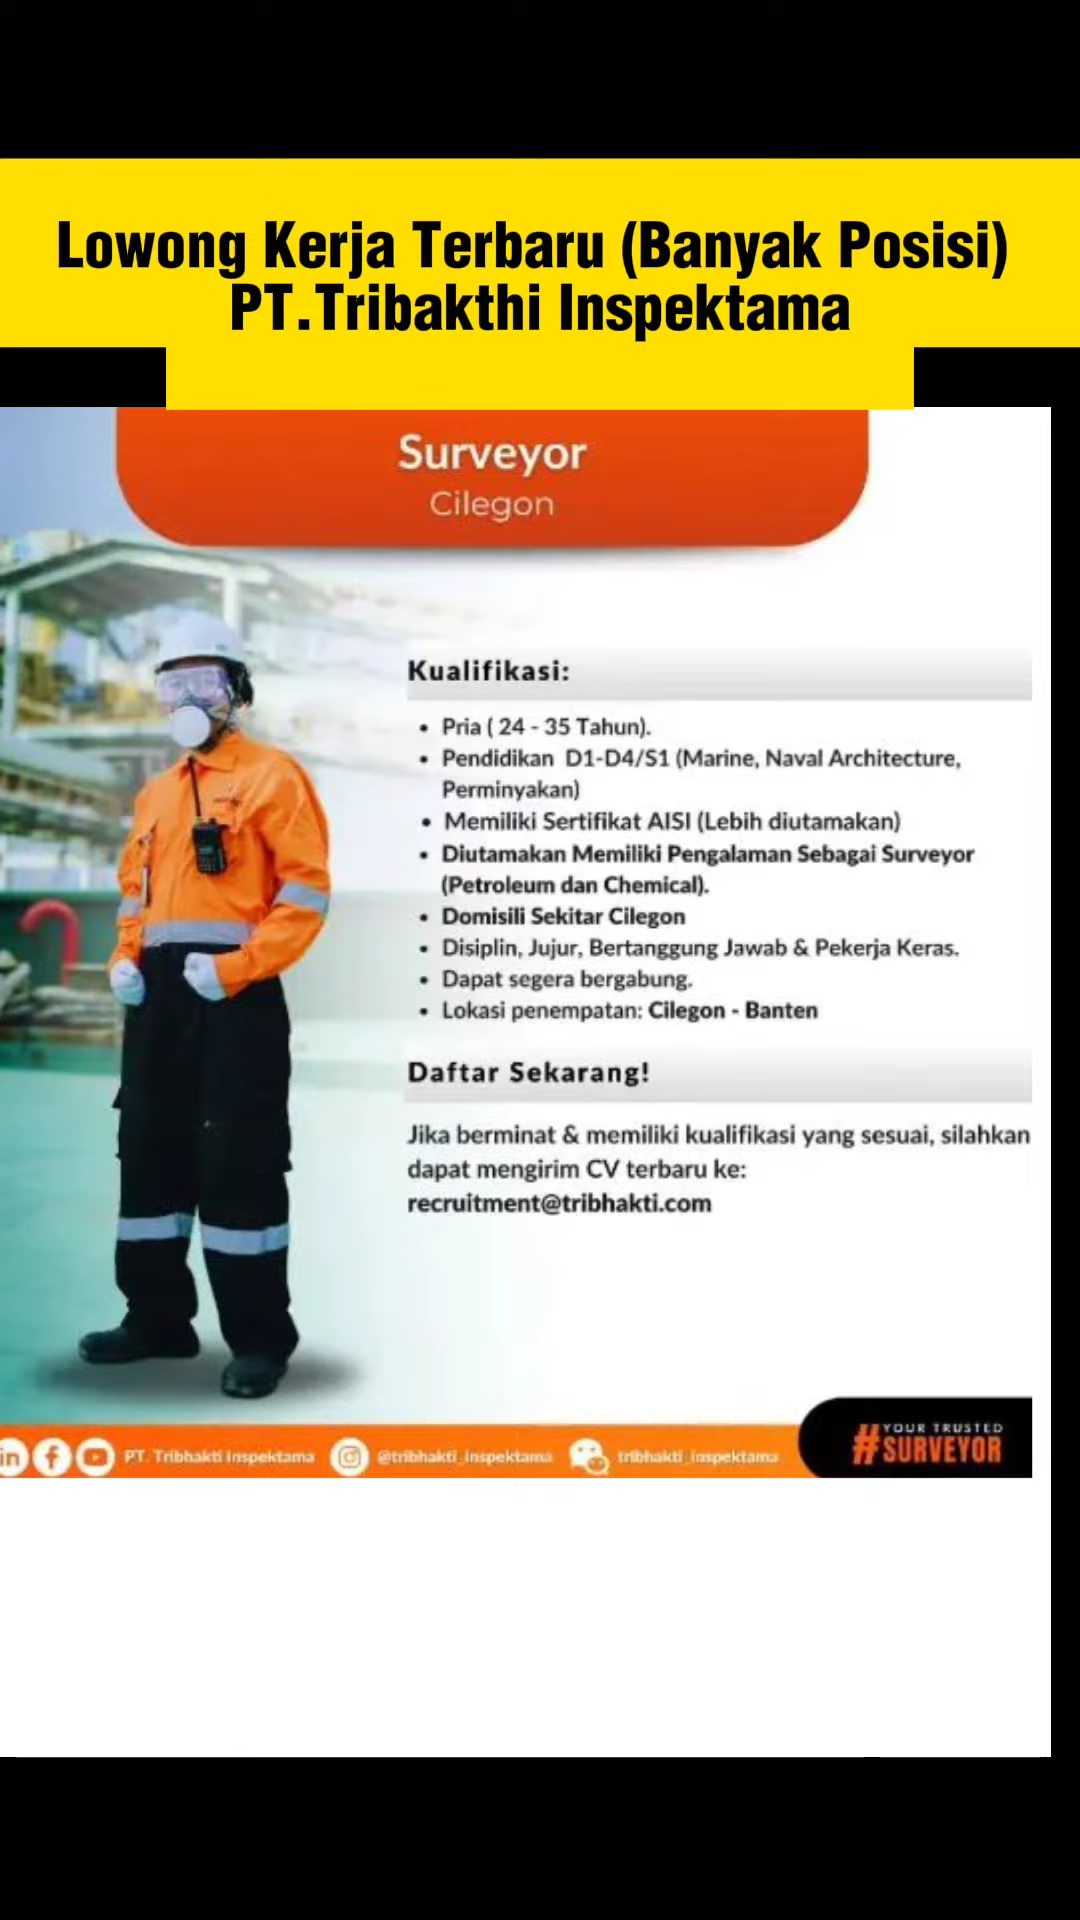 Lowong Kerja Terbaru (Banyak Posisi)
PT.Tribakthi Inspektama
Surveyor
Cilegon
Kualifikasi:
• Pria ( 24 - 35 Tahun).
• Pendidikan D1-D4/S1 (Marine, Naval Architecture,
Perminyakan)
• Memiliki Sertifikat AISI (Lebih diutamakan)
• Diutamakan Memiliki Pengalaman Sebagai Surveyor
(Petroleum dan Chemical).
• Domisili Sekitar Cilegon
• Disiplin, Jujur, Bertanggung Jawab & Pekerja Keras.
• Dapat segera bergabung.
• Lokasi penempatan: Cilegon - Banten
Daftar Sekarang!
Jika berminat & memiliki kualifikasi yang sesuai, silahkan
dapat mengirim CV terbaru ke:
recruitment@tribhakti.com
in f PT. Tribhakti Inspektama @tribhakti_inspektama tribhakti_inspektama
#YOUR TRUSTED
SURVEYOR